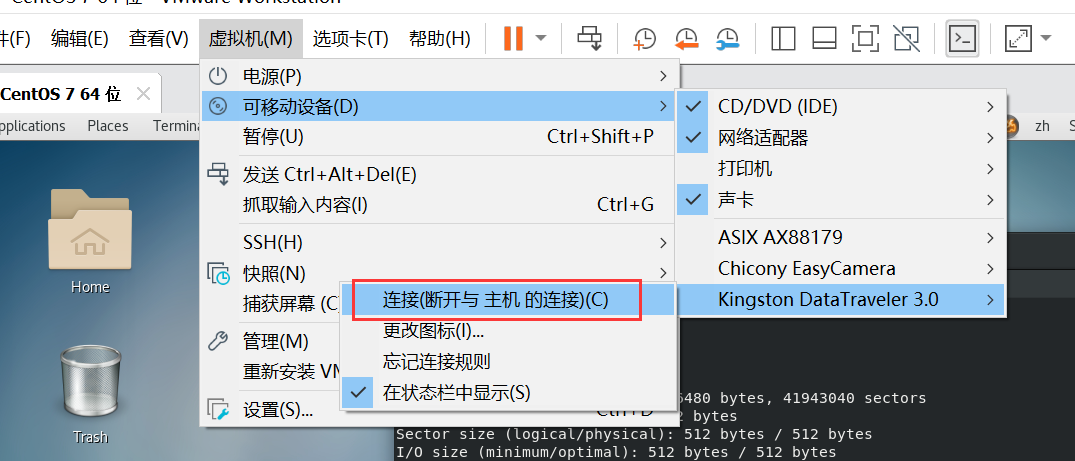 CentOS 7 64 位 - VMware Workstation
件(F) 编辑(E) 查看(V) 虚拟机(M) 选项卡(T) 帮助(H)
CentOS 7 64 位
Applications Places Termin zh
电源(P)
可移动设备(D)
暂停(U) Ctrl+Shift+P
发送 Ctrl+Alt+Del(E)
抓取输入内容(I) Ctrl+G
SSH(H)
快照(N)
捕获屏幕 (C)
管理(M)
重新安装 VM
设置(S)... Ctrl+D
CD/DVD (IDE)
网络适配器
打印机
声卡
ASIX AX88179
Chicony EasyCamera
Kingston DataTraveler 3.0
连接(断开与 主机 的连接)(C)
更改图标(I)...
忘记连接规则
在状态栏中显示(S)
Home
Trash
6480 bytes, 41943040 sectors
2 bytes
Sector size (logical/physical): 512 bytes / 512 bytes
I/O size (minimum/optimal): 512 bytes / 512 bytes